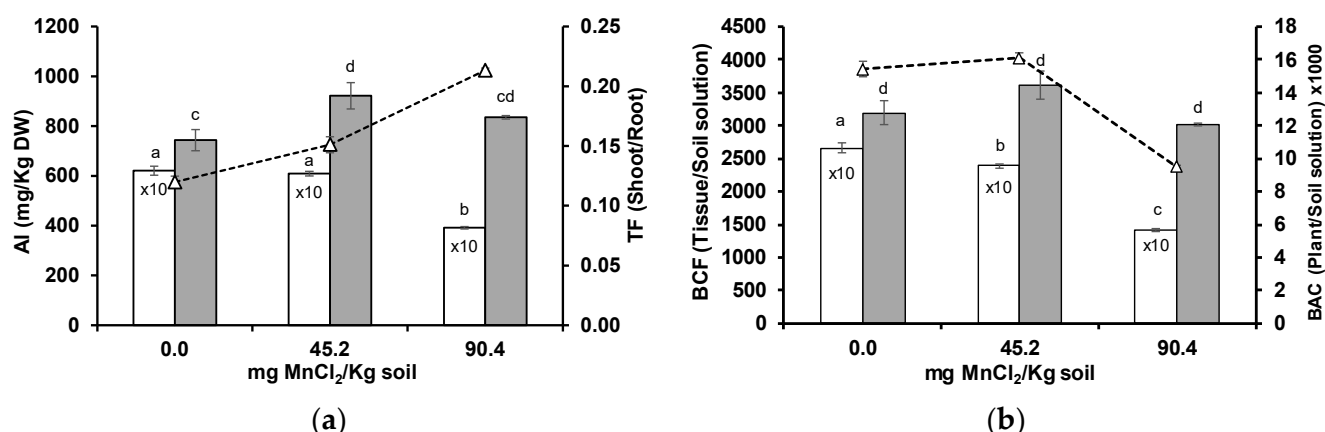 1200
1000
800
600
400
200
0
Al (mg/Kg DW)
a
x10
c
a
x10
d
b
x10
cd
0.25
0.20
0.15
0.10
0.05
0.00
TF (Shoot/Root)
0.0 45.2 90.4
mg MnCl₂/Kg soil
(a)
4500
4000
3500
3000
2500
2000
1500
1000
500
0
BCF (Tissue/Soil solution)
a
x10
d
b
x10
d
c
x10
d
18
16
14
12
10
8
6
4
2
0
BAC (Plant/Soil solution) x1000
0.0 45.2 90.4
mg MnCl₂/Kg soil
(b)